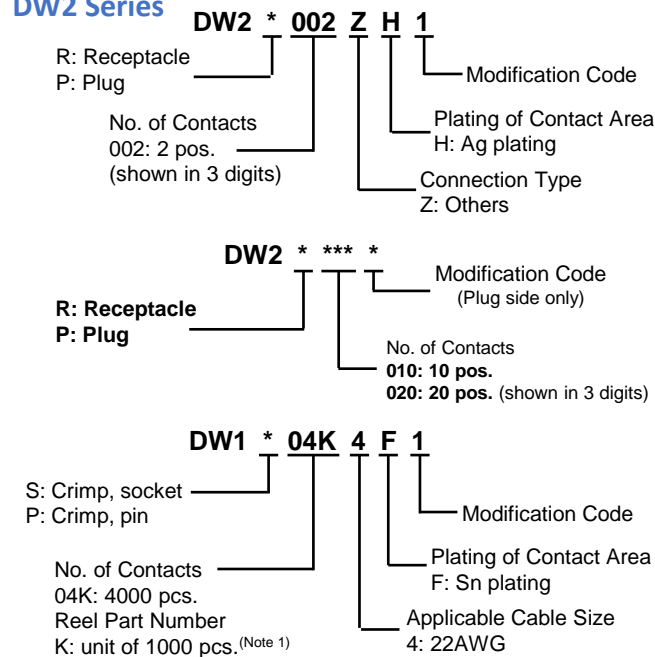 DW2 Series
DW2 * 002 Z H 1
R: Receptacle
P: Plug
Modification Code
No. of Contacts
002: 2 pos.
(shown in 3 digits)
Plating of Contact Area
H: Ag plating
Connection Type
Z: Others
DW2 * *** *
Modification Code
(Plug side only)
R: Receptacle
P: Plug
No. of Contacts
010: 10 pos.
020: 20 pos. (shown in 3 digits)
DW1 * 04K 4 F 1
S: Crimp, socket
P: Crimp, pin
Modification Code
No. of Contacts
04K: 4000 pcs.
Reel Part Number
K: unit of 1000 pcs.(Note 1)
Plating of Contact Area
F: Sn plating
Applicable Cable Size
4: 22AWG